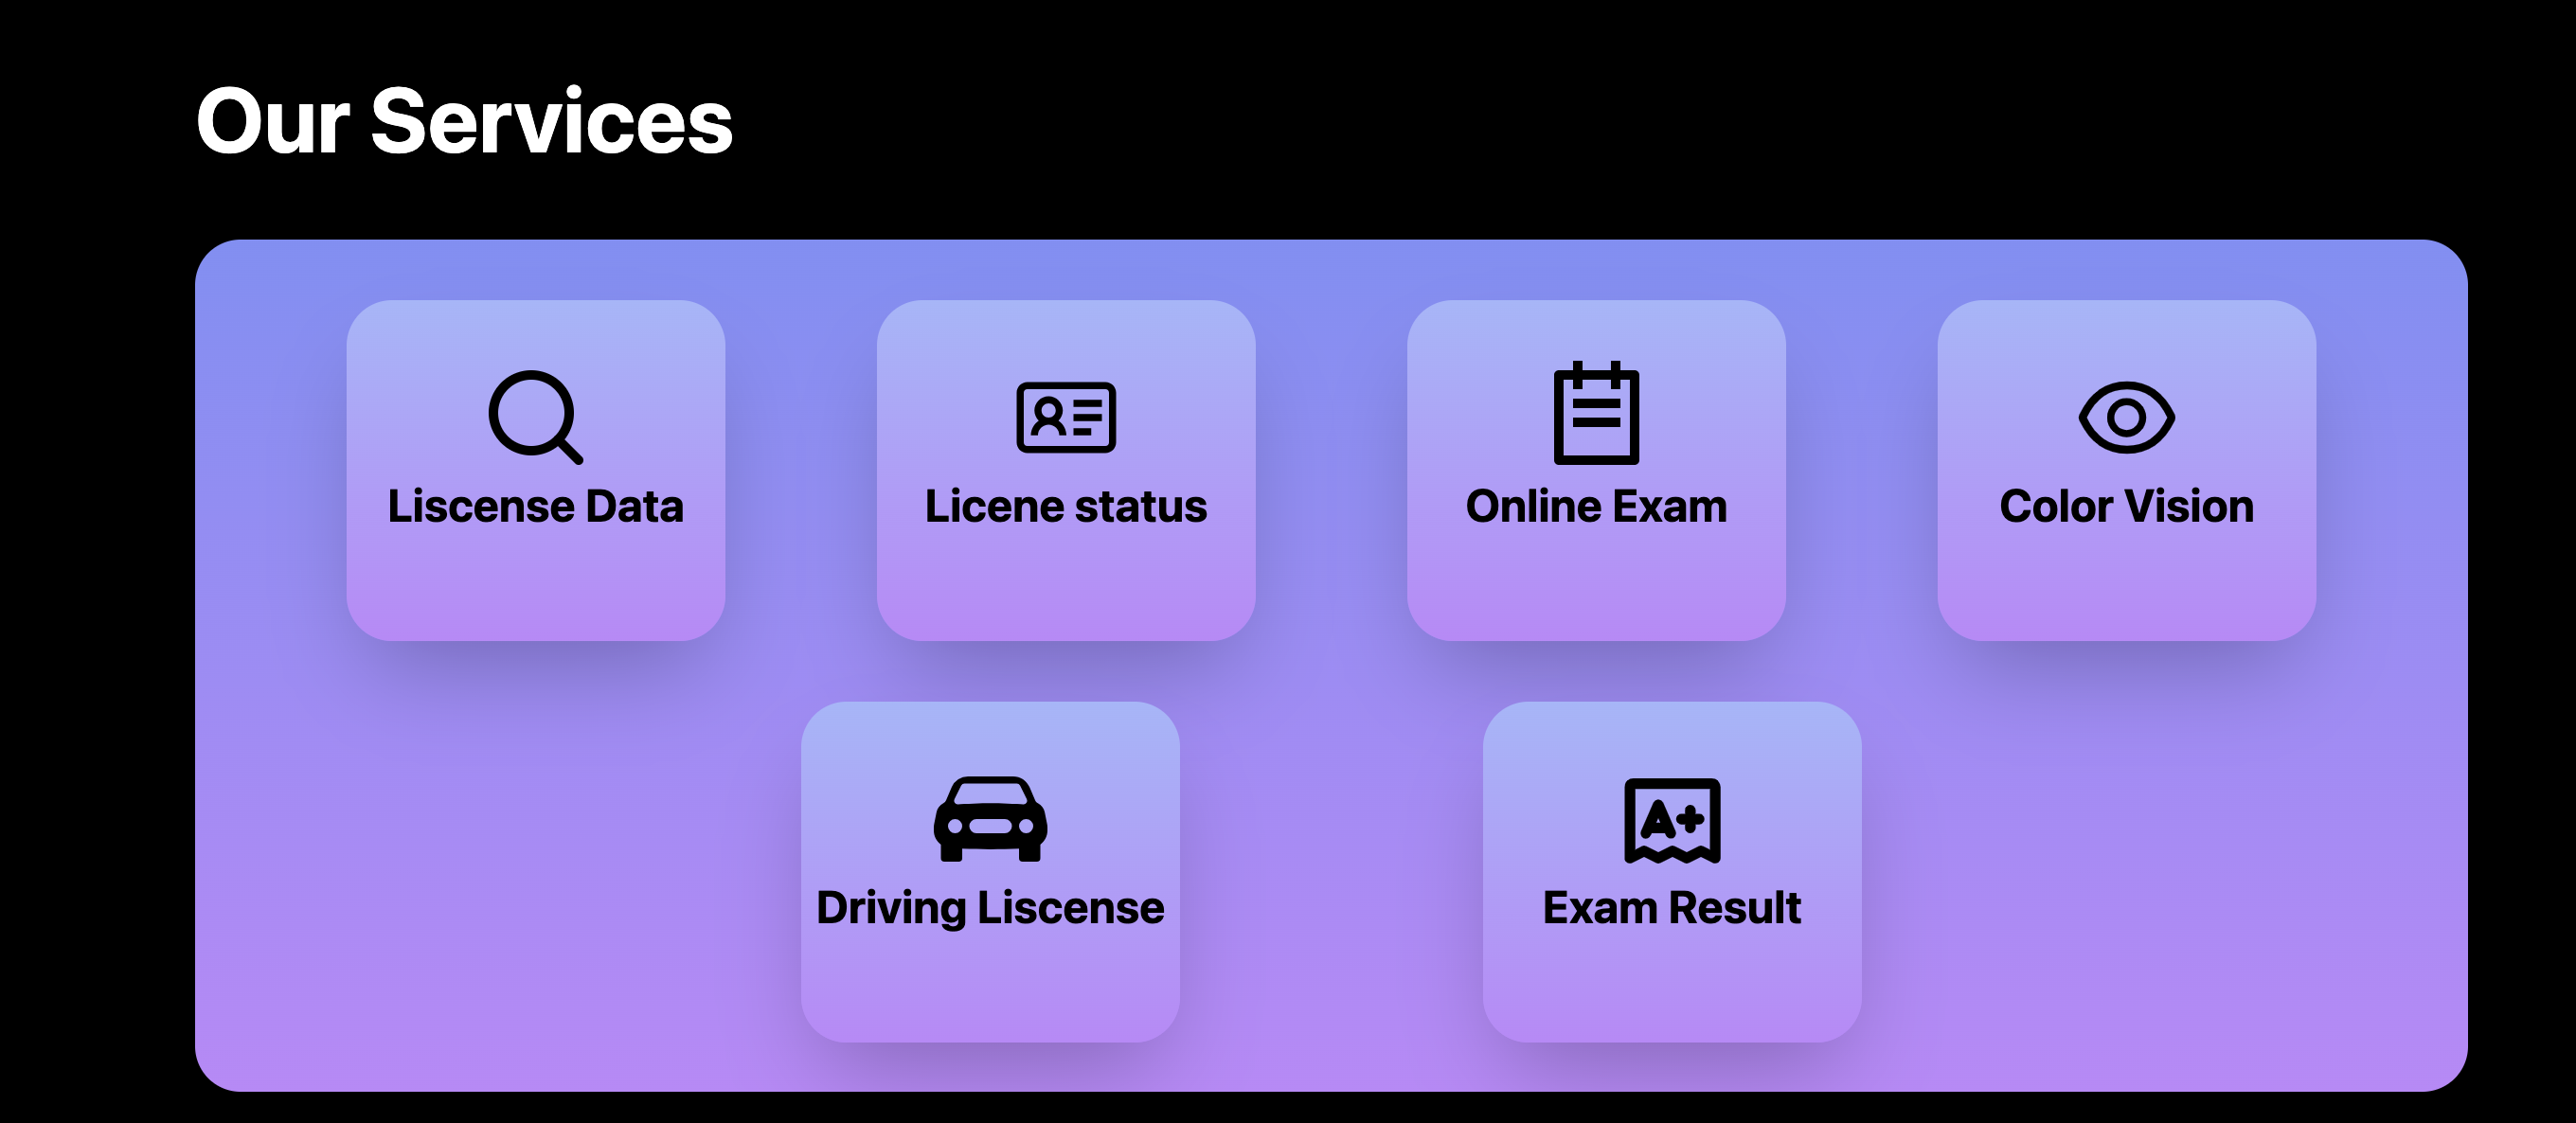 Our Services
Liscense Data
Licene status
Online Exam
Color Vision
Driving Liscense
A+
Exam Result